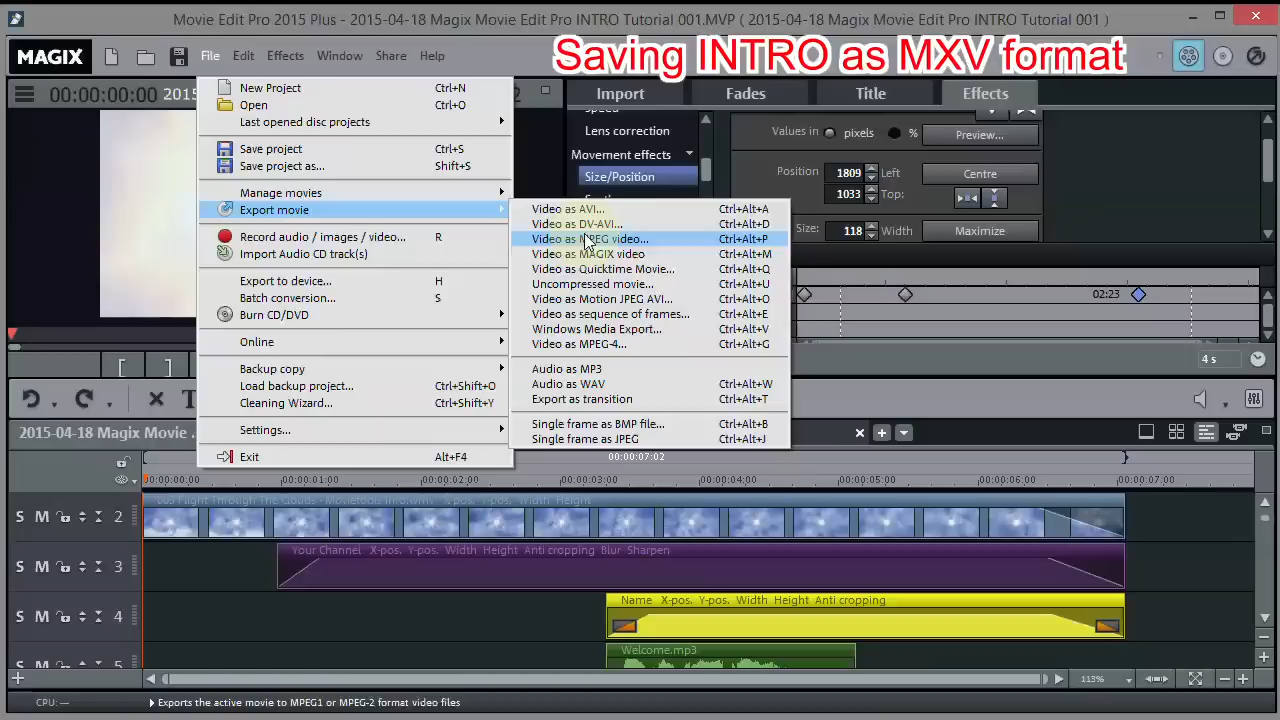 Movie Edit Pro 2015 Plus - 2015-04-18 Magix Movie Edit Pro INTRO Tutorial 001.MVP ( 2015-04-18 Magix Movie Edit Pro INTRO Tutorial 001 )
MAGIX File Edit Effects Window Share Help
Saving INTRO as MXV format
00:00:00:00 2015 2
Import Fades Title Effects
New Project Ctrl+N
Open Ctrl+O
Last opened disc projects
Save project Ctrl+S
Save project as... Shift+S
Manage movies
Export movie
Record audio / images / video... R
Import Audio CD track(s)
Export to device... H
Batch conversion... S
Burn CD/DVD
Online
Backup copy
Load backup project... Ctrl+Shift+O
Cleaning Wizard... Ctrl+Shift+Y
Settings...
Exit Alt+F4
Video as AVI... Ctrl+Alt+A
Video as DV-AVI... Ctrl+Alt+D
Video as MPEG video... Ctrl+Alt+P
Video as MAGIX video Ctrl+Alt+M
Video as Quicktime Movie... Ctrl+Alt+Q
Uncompressed movie... Ctrl+Alt+U
Video as Motion JPEG AVI... Ctrl+Alt+O
Video as sequence of frames... Ctrl+Alt+E
Windows Media Export... Ctrl+Alt+V
Video as MPEG-4... Ctrl+Alt+G
Audio as MP3
Audio as WAV Ctrl+Alt+W
Export as transition Ctrl+Alt+T
Single frame as BMP file... Ctrl+Alt+B
Single frame as JPEG Ctrl+Alt+J
Speed
Lens correction
Movement effects
Size/Position
Values in pixels % Preview...
Position 1809 Left Centre
1033 Top:
Size: 118 Width Maximize
02:23
4 s
T
2015-04-18 Magix Movie ...
00:00:07:02
00:00:00:00 00:00:01:00 00:00:02:00 00:00:03:00 00:00:04:00 00:00:05:00 00:00:06:00 00:00:07:00
S M 2
Flight Through The clouds - Movietools Intro.wmv X-pos. Y-pos. Width Height
S M 3
Your Channel X-pos. Y-pos. Width Height Anti cropping Blur Sharpen
S M 4
Name X-pos. Y-pos. Width Height Anti cropping
S M 5
Welcome.mp3
113%
CPU: — Exports the active movie to MPEG1 or MPEG-2 format video files